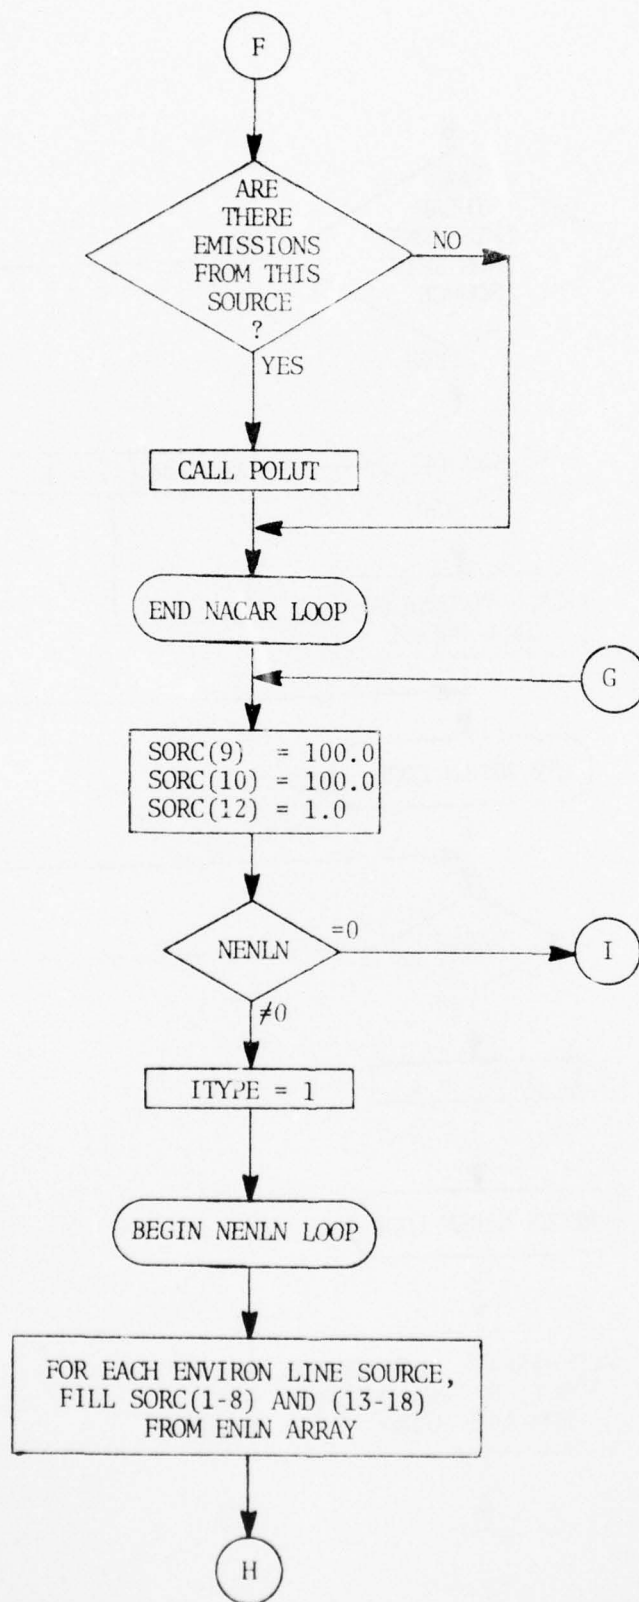 F
ARE
THERE
EMISSIONS
FROM THIS
SOURCE
?
NO
YES
CALL POLUT
END NACAR LOOP
G
SORC(9) = 100.0
SORC(10) = 100.0
SORC(12) = 1.0
NENLN
=0
I
≠0
ITYPE = 1
BEGIN NENLN LOOP
FOR EACH ENVIRON LINE SOURCE,
FILL SORC(1-8) AND (13-18)
FROM ENLN ARRAY
H